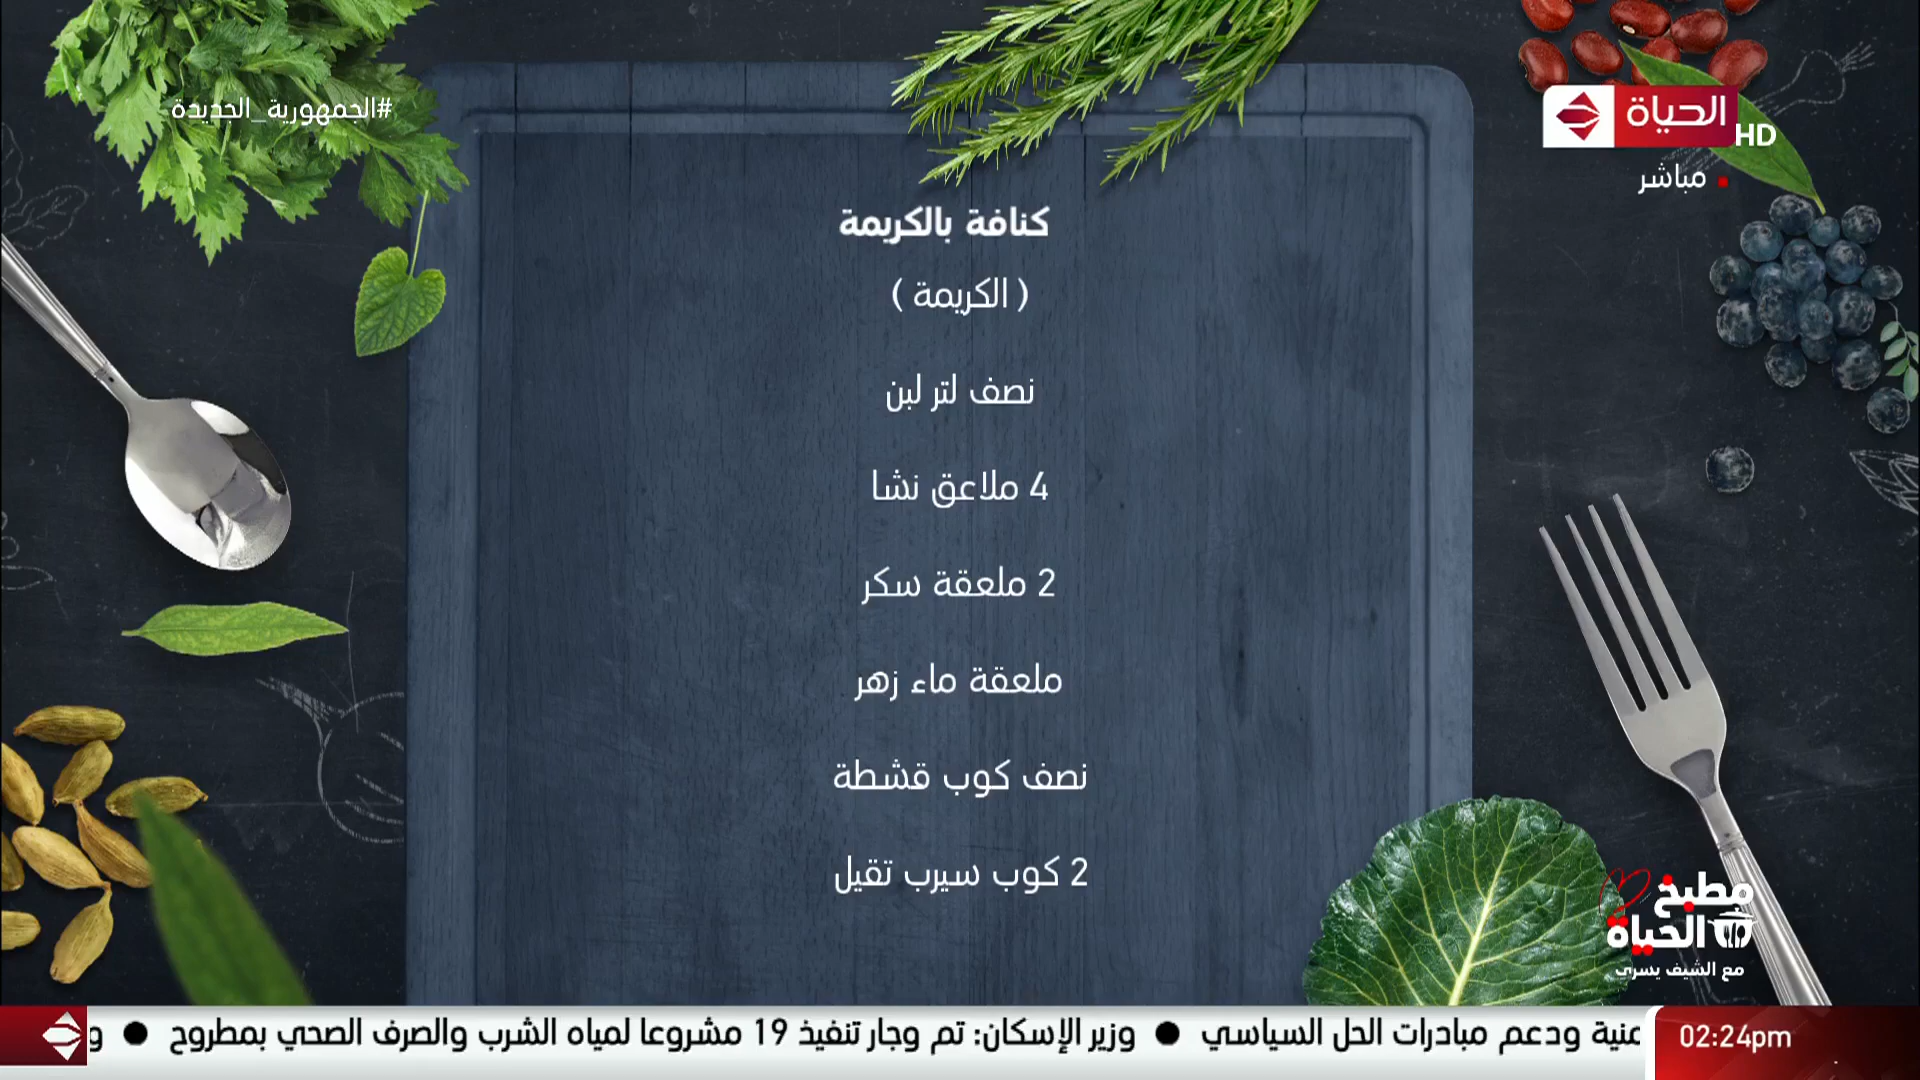 #الجمهورية_الجديدة
الحياة
HD
مباشر
كنافة بالكريمة
( الكريمة )
نصف لتر لبن
4 ملاعق نشا
2 ملعقة سكر
ملعقة ماء زهر
نصف كوب قشطة
2 كوب سيرب تقيل
مطبخ
الحياة
مع الشيف يسري
منية ودعم مبادرات الحل السياسي ● وزير الإسكان: تم وجار تنفيذ 19 مشروعا لمياه الشرب والصرف الصحي بمطروح ● و
02:24pm